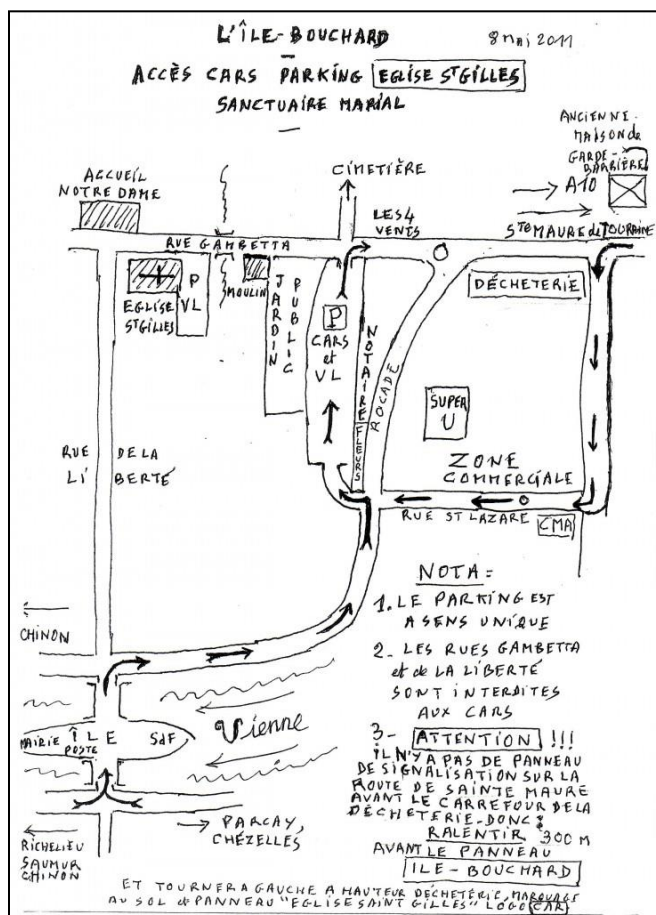 L'ÎLE-BOUCHARD
8 MAI 2011
ACCÈS CARS PARKING EGLISE ST GILLES
SANCTUAIRE MARIAL
ANCIENNE
MAISON de
GARDE-
BARRIÈRE
ACCUEIL
NOTRE DAME
CIMETIÈRE
A10
LES 4
VENTS
STE MAURE de TOURAINE
RUE GAMBETTA
EGLISE
ST GILLES
P
VL
MOULIN
JARDIN
PUBLIC
P
CARS
et
VL
NOTAIRE
FLEURS
ROCADE
DÉCHETERIE
SUPER
U
ZONE
COMMERCIALE
RUE DE LA
LI BERTÉ
RUE ST LAZARE
CMA
NOTA =
1. LE PARKING EST
A SENS UNIQUE
2- LES RUES GAMBETTA
et de LA LIBERTÉ
SONT INTERDITES
AUX CARS
3- ATTENTION !!!
IL N'Y A PAS DE PANNEAU
DE SIGNALISATION SUR LA
ROUTE DE SAINTE MAURE
AVANT LE CARREFOUR DE LA
DÈCHETERIE-DONC :
RALENTIR 300 M
AVANT LE PANNEAU
ILE-BOUCHARD
CHINON
Vienne
MAIRIE ÎLE SdF
POSTE
PARCAY,
CHÉZELLES
RICHELIEU
SAUMUR
CHINON
ET TOURNER A GAUCHE A HAUTEUR DÉCHETERIE, MARQUAGE
AU SOL & PANNEAU "EGLISE SAINT GILLES" LOGO CAR